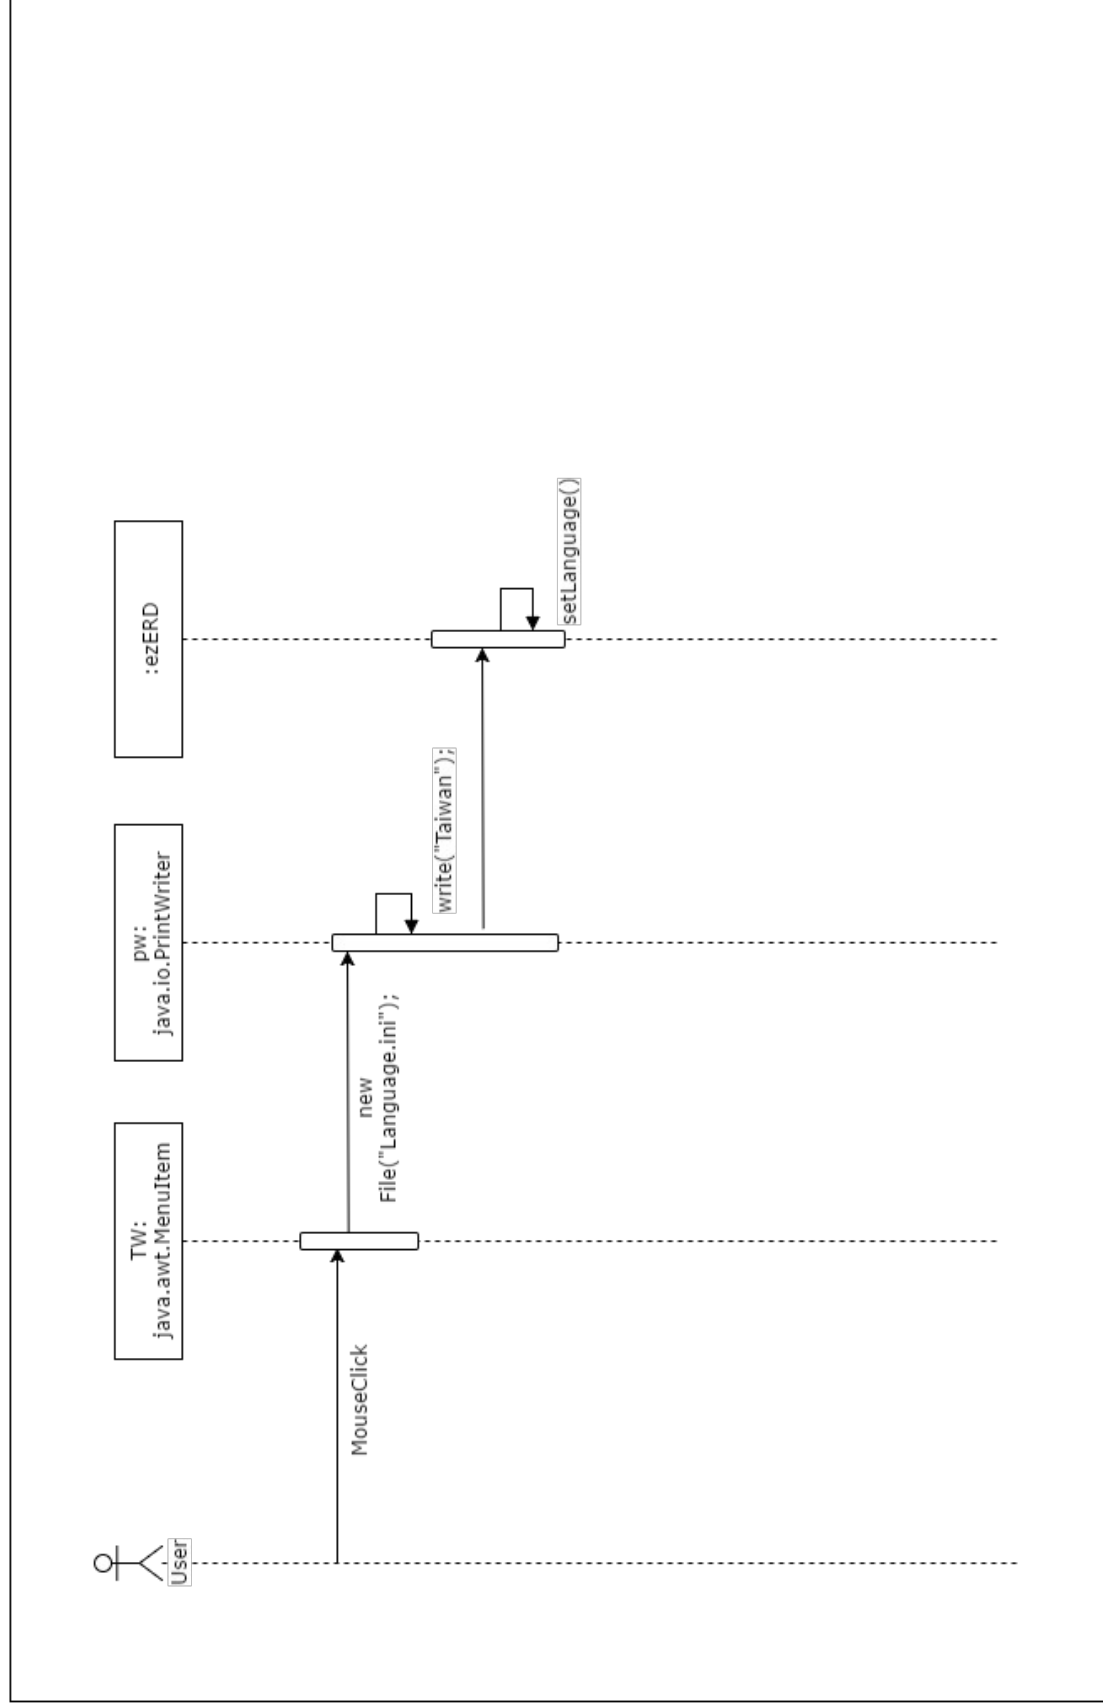 User
TW:
java.awt.MenuItem
pw:
java.io.PrintWriter
:ezERD
MouseClick
new
File("Language.ini");
write("Taiwan");
setLanguage()